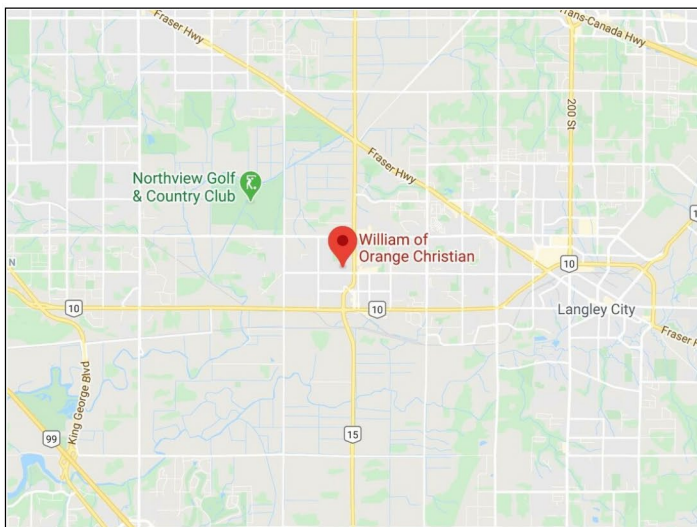 Fraser Hwy
Trans-Canada Hwy
200 St
Northview Golf
& Country Club
Fraser Hwy
William of
Orange Christian
N
10
1
10
10
Langley City
Fraser H
King George Blvd
99
15